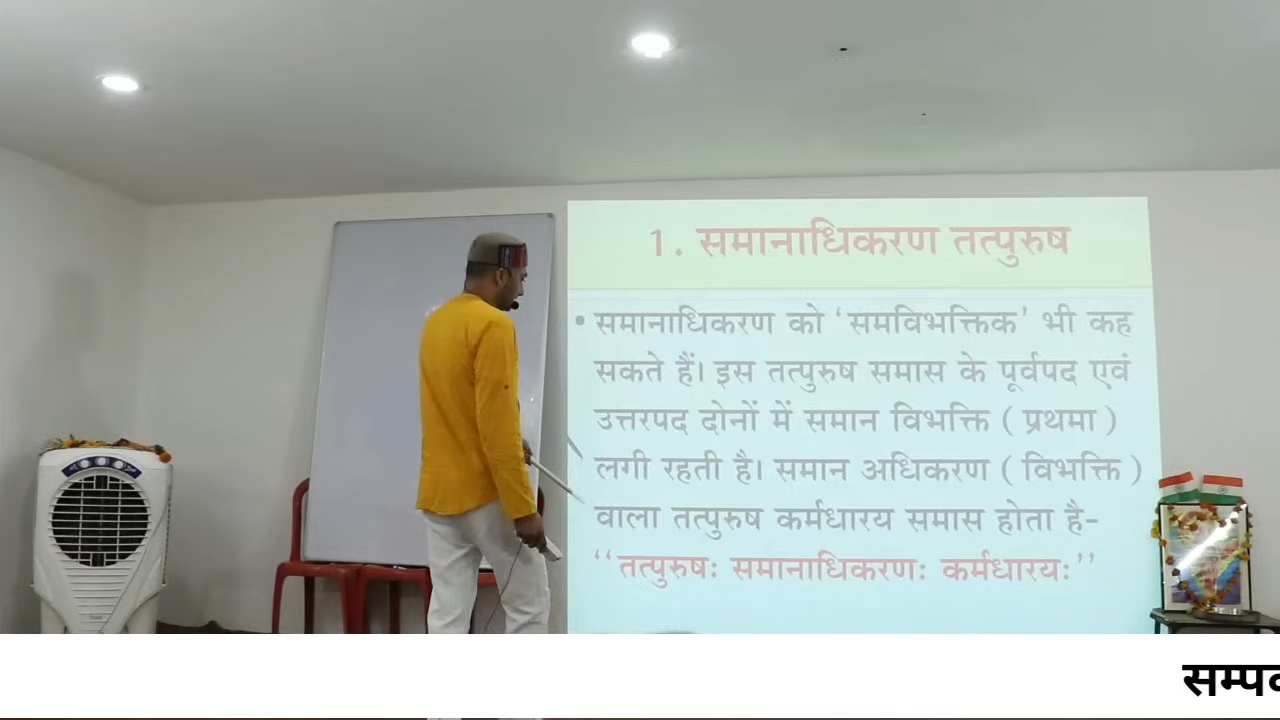 1. समानाधिकरण तत्पुरुष
• समानाधिकरण को ‘समविभक्तिक’ भी कह
सकते हैं। इस तत्पुरुष समास के पूर्वपद एवं
उत्तरपद दोनों में समान विभक्ति ( प्रथमा )
लगी रहती है। समान अधिकरण ( विभक्ति )
वाला तत्पुरुष कर्मधारय समास होता है-
‘‘तत्पुरुषः समानाधिकरणः कर्मधारयः’’